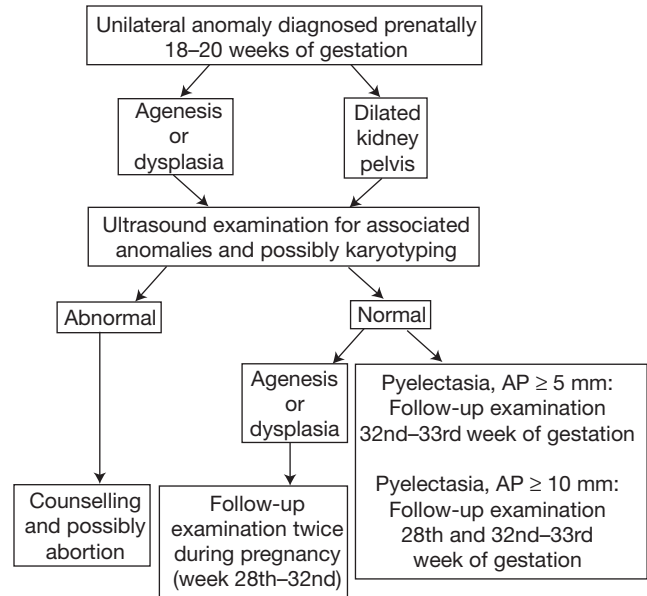 Unilateral anomaly diagnosed prenatally
18–20 weeks of gestation
Agenesis
or
dysplasia
Dilated
kidney
pelvis
Ultrasound examination for associated
anomalies and possibly karyotyping
Abnormal
Normal
Agenesis
or
dysplasia
Pyelectasia, AP ≥ 5 mm:
Follow-up examination
32nd–33rd week of gestation
Pyelectasia, AP ≥ 10 mm:
Follow-up examination
28th and 32nd–33rd
week of gestation
Counselling
and possibly
abortion
Follow-up
examination twice
during pregnancy
(week 28th–32nd)